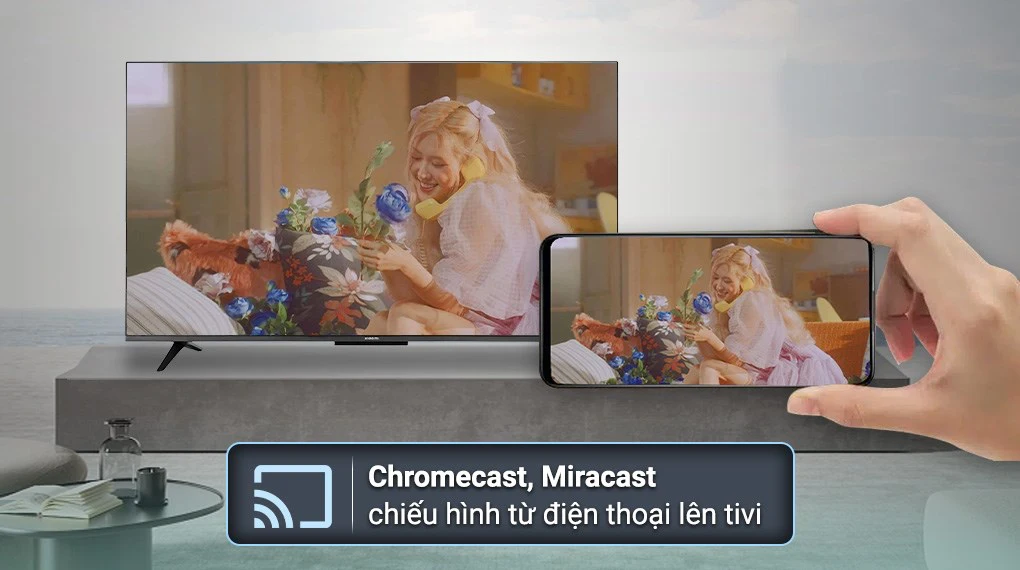 Chromecast, Miracast
chiếu hình từ điện thoại lên tivi